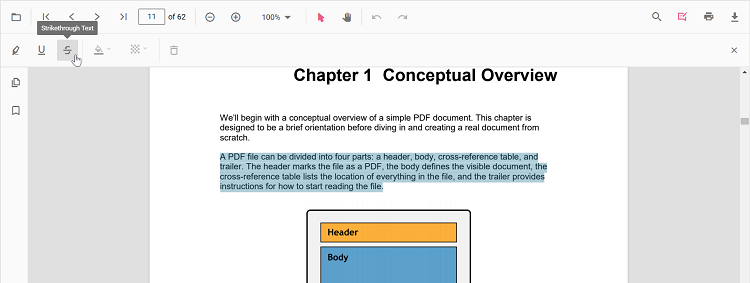 11 of 62
100%
Strikethrough Text
U S
Chapter 1 Conceptual Overview
We'll begin with a conceptual overview of a simple PDF document. This chapter is
designed to be a brief orientation before diving in and creating a real document from
scratch.
A PDF file can be divided into four parts: a header, body, cross-reference table, and
trailer. The header marks the file as a PDF, the body defines the visible document, the
cross-reference table lists the location of everything in the file, and the trailer provides
instructions for how to start reading the file.
Header
Body